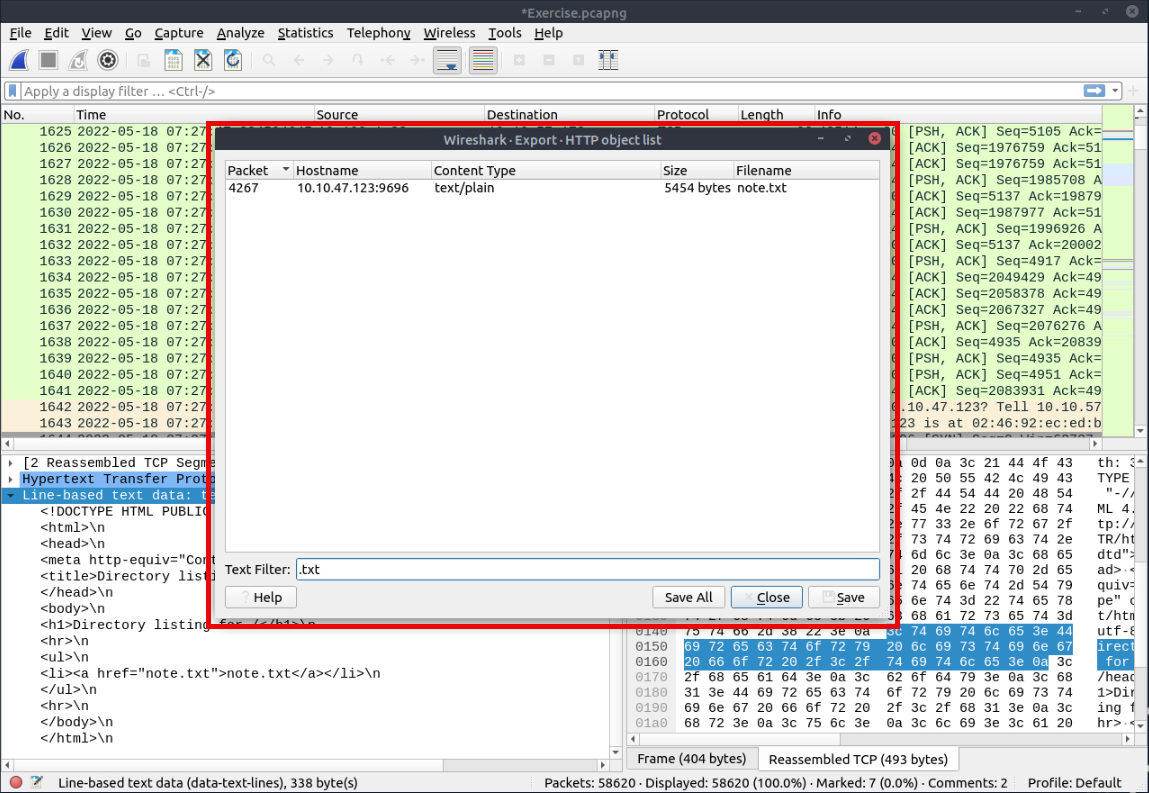 *Exercise.pcapng
File Edit View Go Capture Analyze Statistics Telephony Wireless Tools Help
Apply a display filter … <Ctrl-/>
No. Time Source Destination Protocol Length Info
1625 2022-05-18 07:27: [PSH, ACK] Seq=5105 Ack=
1626 2022-05-18 07:27: [ACK] Seq=1976759 Ack=51
1627 2022-05-18 07:27: [ACK] Seq=1976759 Ack=51
1628 2022-05-18 07:27: [PSH, ACK] Seq=1985708 A
1629 2022-05-18 07:27: [ACK] Seq=5137 Ack=19879
1630 2022-05-18 07:27: [ACK] Seq=1987977 Ack=51
1631 2022-05-18 07:27: [PSH, ACK] Seq=1996926 A
1632 2022-05-18 07:27: [ACK] Seq=5137 Ack=20002
1633 2022-05-18 07:27: [PSH, ACK] Seq=4917 Ack=
1634 2022-05-18 07:27: [ACK] Seq=2049429 Ack=49
1635 2022-05-18 07:27: [ACK] Seq=2058378 Ack=49
1636 2022-05-18 07:27: [ACK] Seq=2067327 Ack=49
1637 2022-05-18 07:27: [PSH, ACK] Seq=2076276 A
1638 2022-05-18 07:27: [ACK] Seq=4935 Ack=20839
1639 2022-05-18 07:27: [PSH, ACK] Seq=4935 Ack=
1640 2022-05-18 07:27: [PSH, ACK] Seq=4951 Ack=
1641 2022-05-18 07:27: [ACK] Seq=2083931 Ack=49
1642 2022-05-18 07:27: .10.47.123? Tell 10.10.57
1643 2022-05-18 07:27: 123 is at 02:46:92:ec:ed:b
Wireshark · Export · HTTP object list
Packet Hostname Content Type Size Filename
4267 10.10.47.123:9696 text/plain 5454 bytes note.txt
Text Filter: .txt
Help Save All Close Save
[2 Reassembled TCP Segme
Hypertext Transfer Proto
Line-based text data: te
<!DOCTYPE HTML PUBLIC
<html>\n
<head>\n
<meta http-equiv="Cont
<title>Directory listi
</head>\n
<body>\n
<h1>Directory listing for /</h1>\n
<hr>\n
<ul>\n
<li><a href="note.txt">note.txt</a></li>\n
</ul>\n
<hr>\n
</body>\n
</html>\n
0d 0a 3c 21 44 4f 43 th: 3
20 50 55 42 4c 49 43 TYPE
2f 44 54 44 20 48 54 "-//
45 4e 22 20 22 68 74 ML 4.
77 33 2e 6f 72 67 2f tp://
73 74 72 69 63 74 2e TR/ht
6d 6c 3e 0a 3c 68 65 dtd">
20 68 74 74 70 2d 65 ad>·<
74 65 6e 74 2d 54 79 quiv=
6e 74 3d 22 74 65 78 pe" c
t/htm
68 61 72 73 65 74 3d
0140 75 74 66 2d 38 22 3e 0a 3c 74 69 74 6c 65 3e 44 utf-8
0150 69 72 65 63 74 6f 72 79 20 6c 69 73 74 69 6e 67 irect
0160 20 66 6f 72 20 2f 3c 2f 74 69 74 6c 65 3e 0a 3c for
0170 2f 68 65 61 64 3e 0a 3c 62 6f 64 79 3e 0a 3c 68 /head
0180 31 3e 44 69 72 65 63 74 6f 72 79 20 6c 69 73 74 1>Dir
0190 69 6e 67 20 66 6f 72 20 2f 3c 2f 68 31 3e 0a 3c ing f
01a0 68 72 3e 0a 3c 75 6c 3e 0a 3c 6c 69 3e 3c 61 20 hr>·<
Frame (404 bytes) Reassembled TCP (493 bytes)
Line-based text data (data-text-lines), 338 byte(s) Packets: 58620 · Displayed: 58620 (100.0%) · Marked: 7 (0.0%) · Comments: 2 Profile: Default